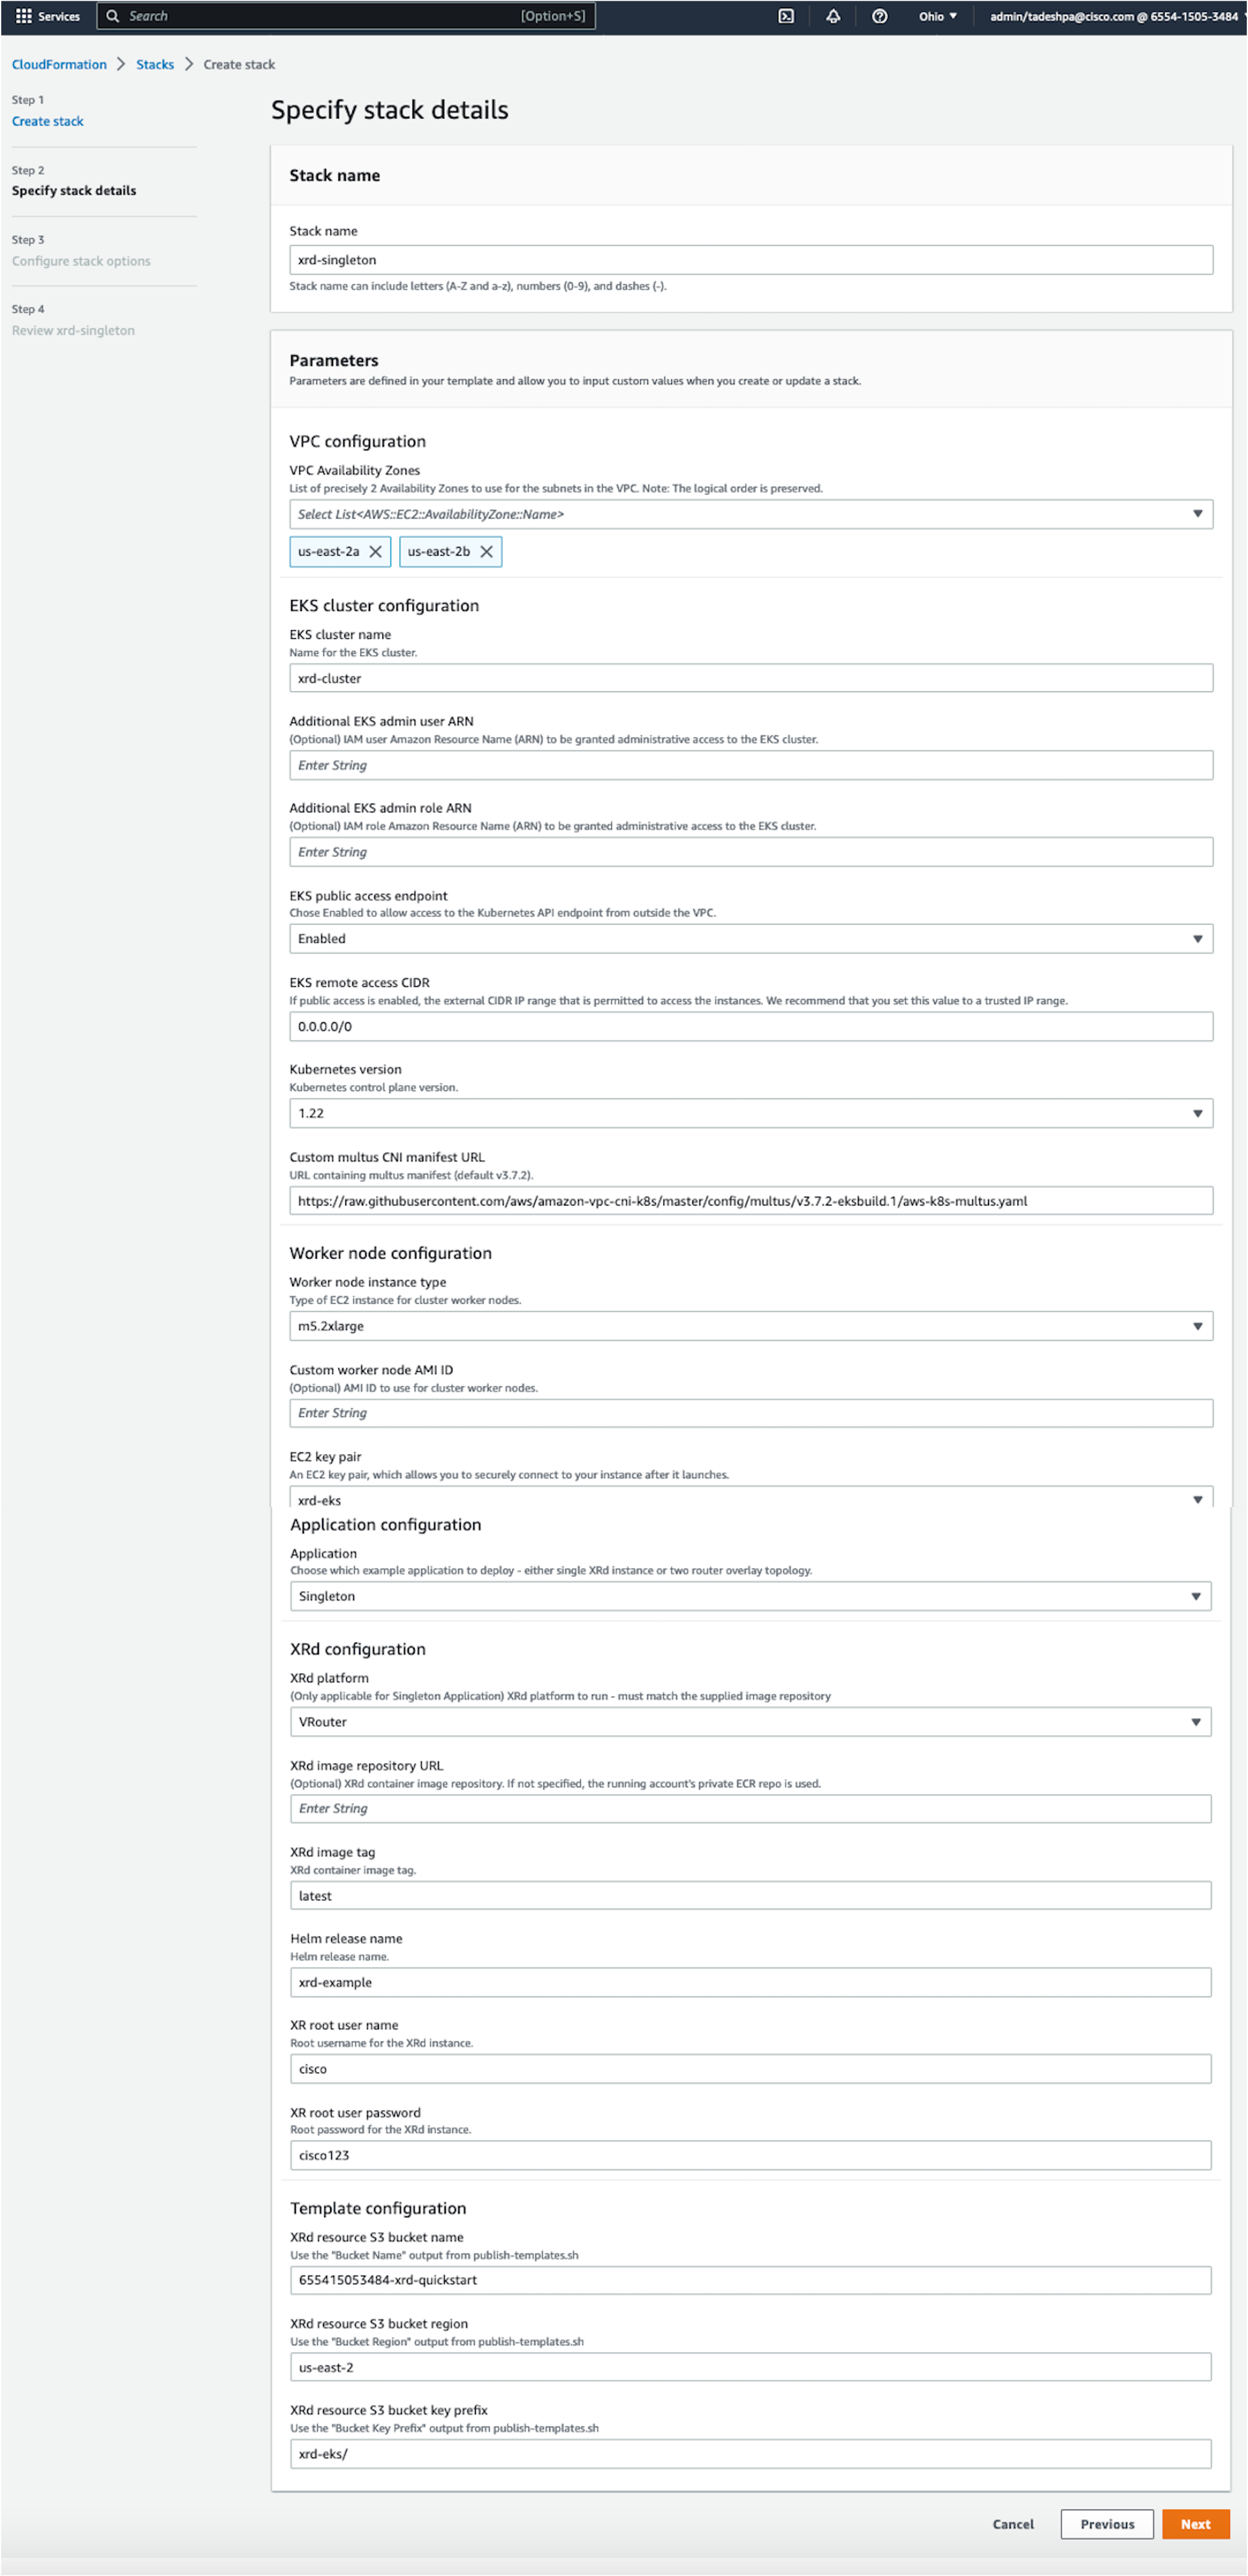 Services Search [Option+S] Ohio admin/tadeshpa@cisco.com @ 6554-1505-3484
CloudFormation Stacks Create stack
Step 1
Create stack
Step 2
Specify stack details
Step 3
Configure stack options
Step 4
Review xrd-singleton
Specify stack details
Stack name
Stack name
xrd-singleton
Stack name can include letters (A-Z and a-z), numbers (0-9), and dashes (-).
Parameters
Parameters are defined in your template and allow you to input custom values when you create or update a stack.
VPC configuration
VPC Availability Zones
List of precisely 2 Availability Zones to use for the subnets in the VPC. Note: The logical order is preserved.
Select List<AWS::EC2::AvailabilityZone::Name>
us-east-2a us-east-2b
EKS cluster configuration
EKS cluster name
Name for the EKS cluster.
xrd-cluster
Additional EKS admin user ARN
(Optional) IAM user Amazon Resource Name (ARN) to be granted administrative access to the EKS cluster.
Enter String
Additional EKS admin role ARN
(Optional) IAM role Amazon Resource Name (ARN) to be granted administrative access to the EKS cluster.
Enter String
EKS public access endpoint
Chose Enabled to allow access to the Kubernetes API endpoint from outside the VPC.
Enabled
EKS remote access CIDR
If public access is enabled, the external CIDR IP range that is permitted to access the instances. We recommend that you set this value to a trusted IP range.
0.0.0.0/0
Kubernetes version
Kubernetes control plane version.
1.22
Custom multus CNI manifest URL
URL containing multus manifest (default v3.7.2).
https://raw.githubusercontent.com/aws/amazon-vpc-cni-k8s/master/config/multus/v3.7.2-eksbuild.1/aws-k8s-multus.yaml
Worker node configuration
Worker node instance type
Type of EC2 instance for cluster worker nodes.
m5.2xlarge
Custom worker node AMI ID
(Optional) AMI ID to use for cluster worker nodes.
Enter String
EC2 key pair
An EC2 key pair, which allows you to securely connect to your instance after it launches.
xrd-eks
Application configuration
Application
Choose which example application to deploy - either single XRd instance or two router overlay topology.
Singleton
XRd configuration
XRd platform
(Only applicable for Singleton Application) XRd platform to run - must match the supplied image repository
VRouter
XRd image repository URL
(Optional) XRd container image repository. If not specified, the running account's private ECR repo is used.
Enter String
XRd image tag
XRd container image tag.
latest
Helm release name
Helm release name.
xrd-example
XR root user name
Root username for the XRd instance.
cisco
XR root user password
Root password for the XRd instance.
cisco123
Template configuration
XRd resource S3 bucket name
Use the "Bucket Name" output from publish-templates.sh
655415053484-xrd-quickstart
XRd resource S3 bucket region
Use the "Bucket Region" output from publish-templates.sh
us-east-2
XRd resource S3 bucket key prefix
Use the "Bucket Key Prefix" output from publish-templates.sh
xrd-eks/
Cancel Previous Next